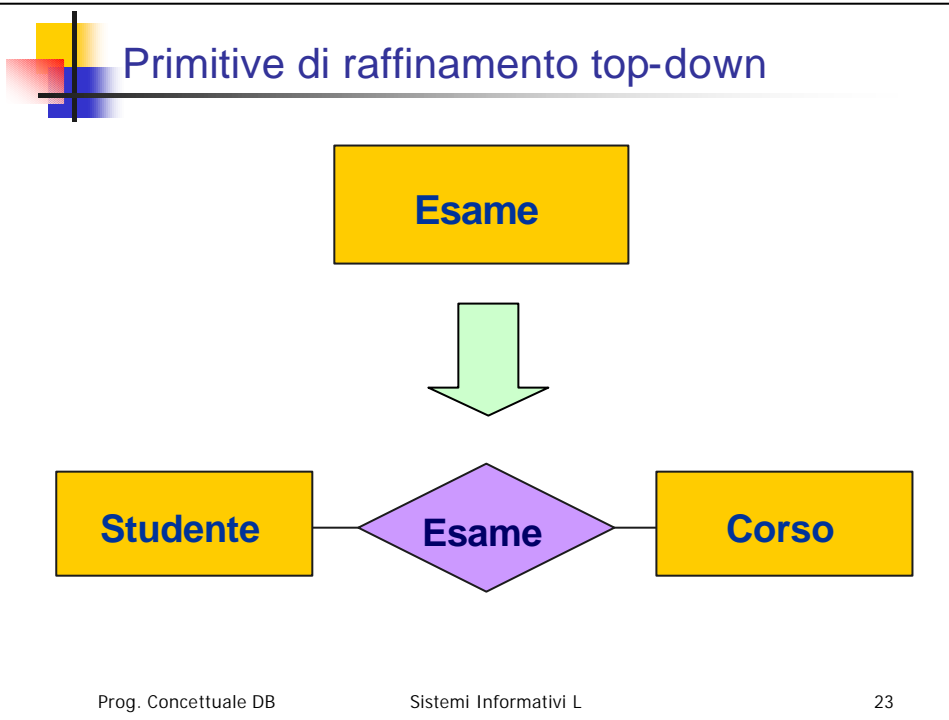 Primitive di raffinamento top-down
Esame
Studente
Esame
Corso
Prog. Concettuale DB
Sistemi Informativi L
23